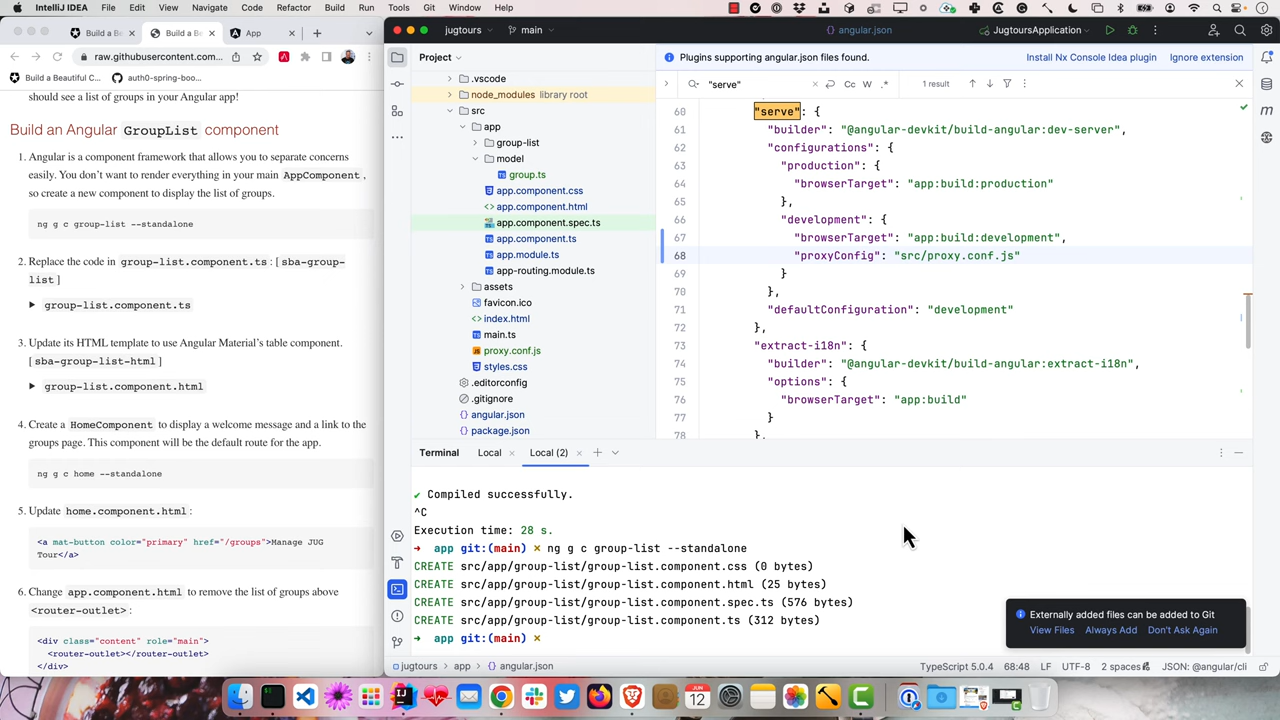 IntelliJ IDEA File Edit View Navigate Code Refactor Build Run Tools Git Window Help
Build a Be
Build a Be
App
raw.githubusercontent.com...
Build a Beautiful C...
auth0-spring-boo...
should see a list of groups in your Angular app!
Build an Angular GroupList component
1. Angular is a component framework that allows you to separate concerns
easily. You don't want to render everything in your main AppComponent,
so create a new component to display the list of groups.
ng g c group-list --standalone
2. Replace the code in group-list.component.ts: [sba-group-
list]
group-list.component.ts
3. Update its HTML template to use Angular Material's table component.
[sba-group-list-html]
group-list.component.html
4. Create a HomeComponent to display a welcome message and a link to the
groups page. This component will be the default route for the app.
ng g c home --standalone
5. Update home.component.html:
<a mat-button color="primary" href="/groups">Manage JUG
Tour</a>
6. Change app.component.html to remove the list of groups above
<router-outlet>:
<div class="content" role="main">
<router-outlet></router-outlet>
</div>
jugtours
main
angular.json
JugtoursApplication
Project
.vscode
node_modules library root
src
app
group-list
model
group.ts
app.component.css
app.component.html
app.component.spec.ts
app.component.ts
app.module.ts
app-routing.module.ts
assets
favicon.ico
index.html
main.ts
proxy.conf.js
styles.css
.editorconfig
.gitignore
angular.json
package.json
Plugins supporting angular.json files found.
Install Nx Console Idea plugin
Ignore extension
"serve"
Cc W .*
1 result
60 "serve": {
61 "builder": "@angular-devkit/build-angular:dev-server",
62 "configurations": {
63 "production": {
64 "browserTarget": "app:build:production"
65 },
66 "development": {
67 "browserTarget": "app:build:development",
68 "proxyConfig": "src/proxy.conf.js"
69 }
70 },
71 "defaultConfiguration": "development"
72 },
73 "extract-i18n": {
74 "builder": "@angular-devkit/build-angular:extract-i18n",
75 "options": {
76 "browserTarget": "app:build"
77 }
78 },
Terminal
Local
Local (2)
✔ Compiled successfully.
^C
Execution time: 28 s.
➜ app git:(main) ✗ ng g c group-list --standalone
CREATE src/app/group-list/group-list.component.css (0 bytes)
CREATE src/app/group-list/group-list.component.html (25 bytes)
CREATE src/app/group-list/group-list.component.spec.ts (576 bytes)
CREATE src/app/group-list/group-list.component.ts (312 bytes)
➜ app git:(main) ✗
Externally added files can be added to Git
View Files Always Add Don't Ask Again
jugtours › app › angular.json
TypeScript 5.0.4 68:48 LF UTF-8 2 spaces JSON: @angular/cli
JUN
12